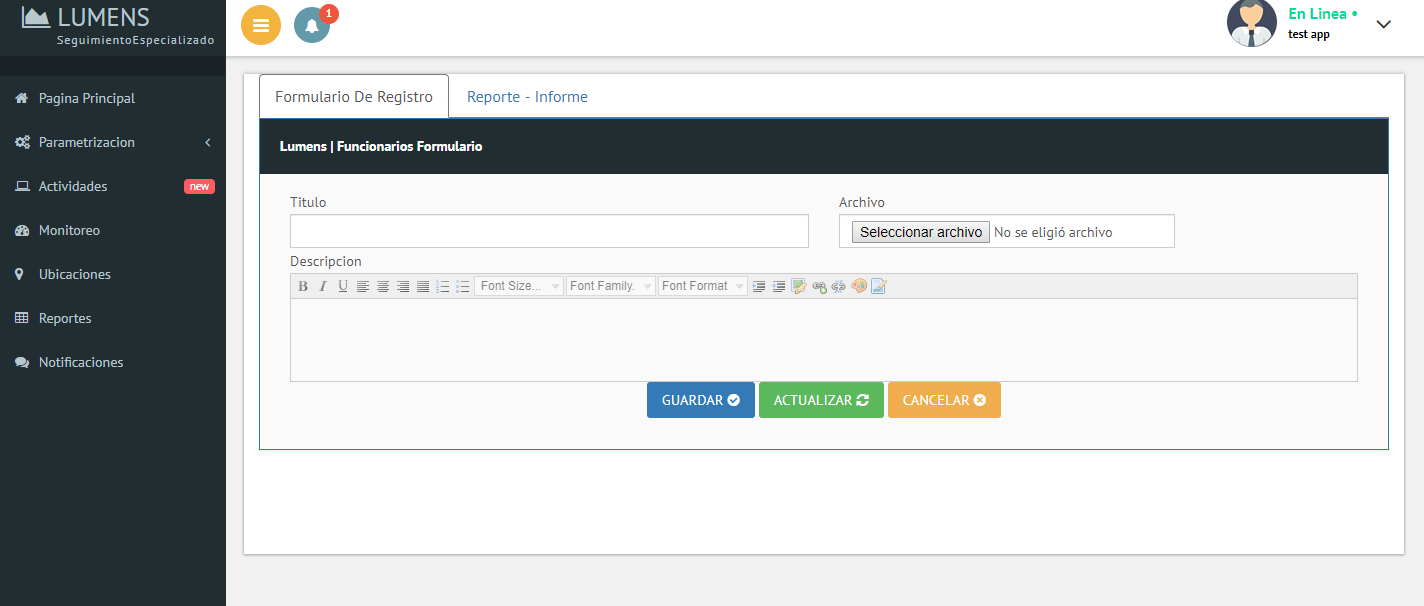 LUMENS
SeguimientoEspecializado
1
En Linea
test app
Pagina Principal
Parametrizacion
Actividades new
Monitoreo
Ubicaciones
Reportes
Notificaciones
Formulario De Registro Reporte - Informe
Lumens | Funcionarios Formulario
Titulo Archivo
Seleccionar archivo No se eligió archivo
Descripcion
B I U Font Size... Font Family. Font Format
GUARDAR ACTUALIZAR CANCELAR